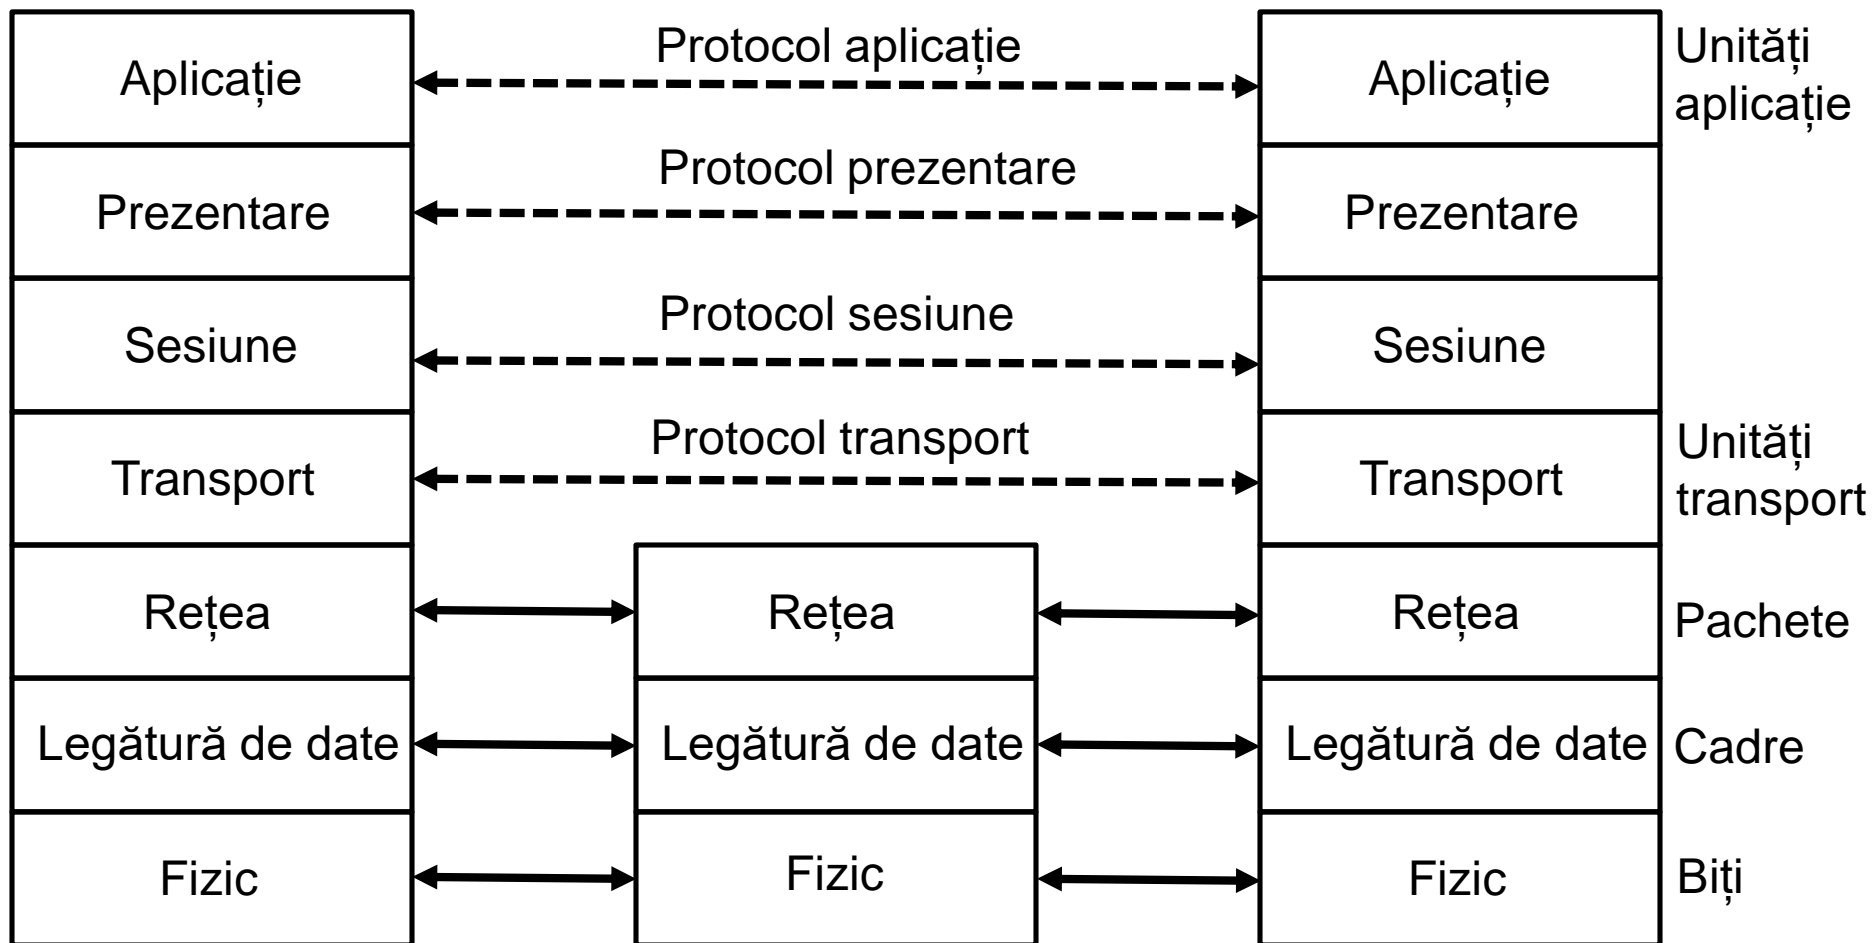 Aplicație
Protocol aplicație
Aplicație
Unități
aplicație
Prezentare
Protocol prezentare
Prezentare
Sesiune
Protocol sesiune
Sesiune
Transport
Protocol transport
Transport
Unități
transport
Rețea
Rețea
Rețea
Pachete
Legătură de date
Legătură de date
Legătură de date
Cadre
Fizic
Fizic
Fizic
Biți